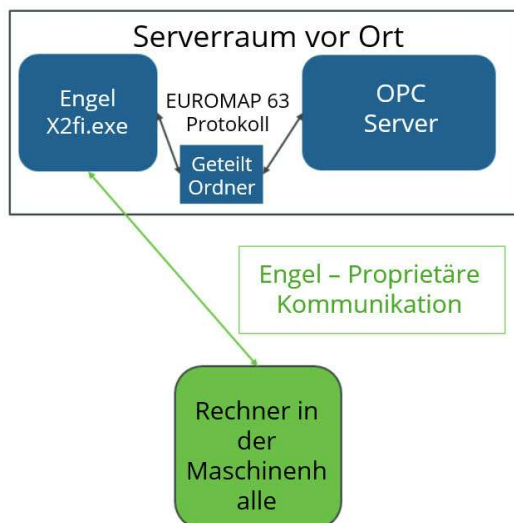 Serverraum vor Ort
Engel
X2fi.exe
EUROMAP 63
Protokoll
Geteilt
Ordner
OPC
Server
Engel – Proprietäre
Kommunikation
Rechner in
der
Maschinenh
alle